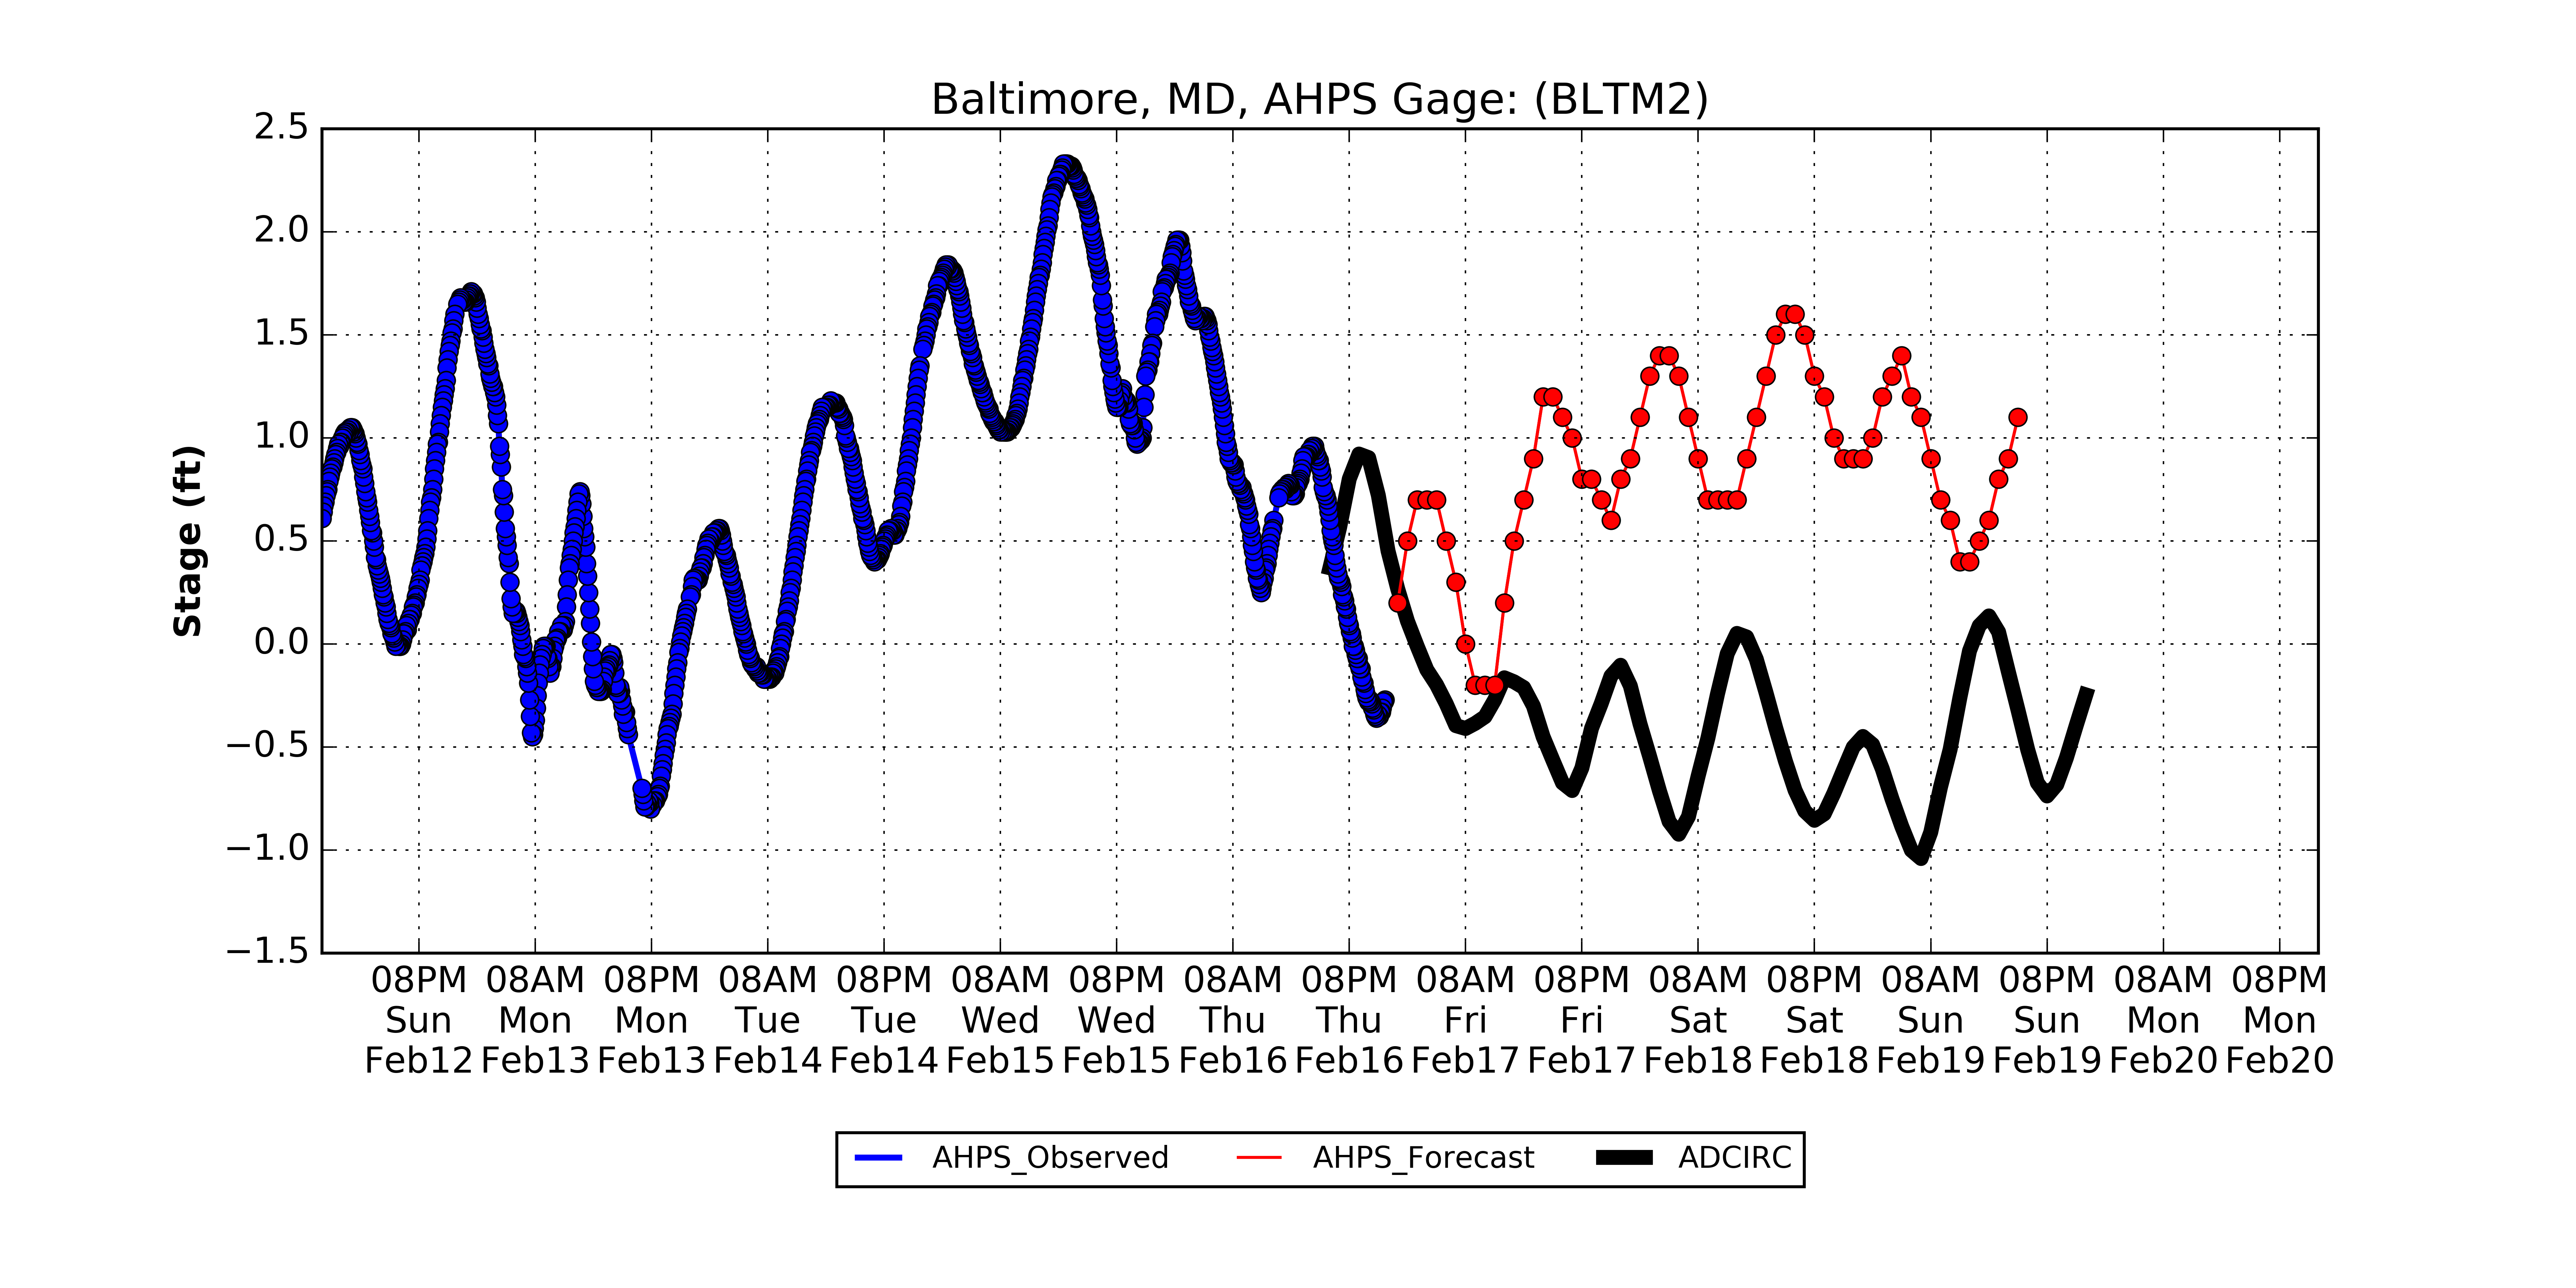 Baltimore, MD, AHPS Gage: (BLTM2)
Stage (ft)
2.5
2.0
1.5
1.0
0.5
0.0
−0.5
−1.0
−1.5
08PM 08AM 08PM 08AM 08PM 08AM 08PM 08AM 08PM 08AM 08PM 08AM 08PM 08AM 08PM 08AM 08PM
Sun Mon Mon Tue Tue Wed Wed Thu Thu Fri Fri Sat Sat Sun Sun Mon Mon
Feb12 Feb13 Feb13 Feb14 Feb14 Feb15 Feb15 Feb16 Feb16 Feb17 Feb17 Feb18 Feb18 Feb19 Feb19 Feb20 Feb20
AHPS_Observed AHPS_Forecast ADCIRC